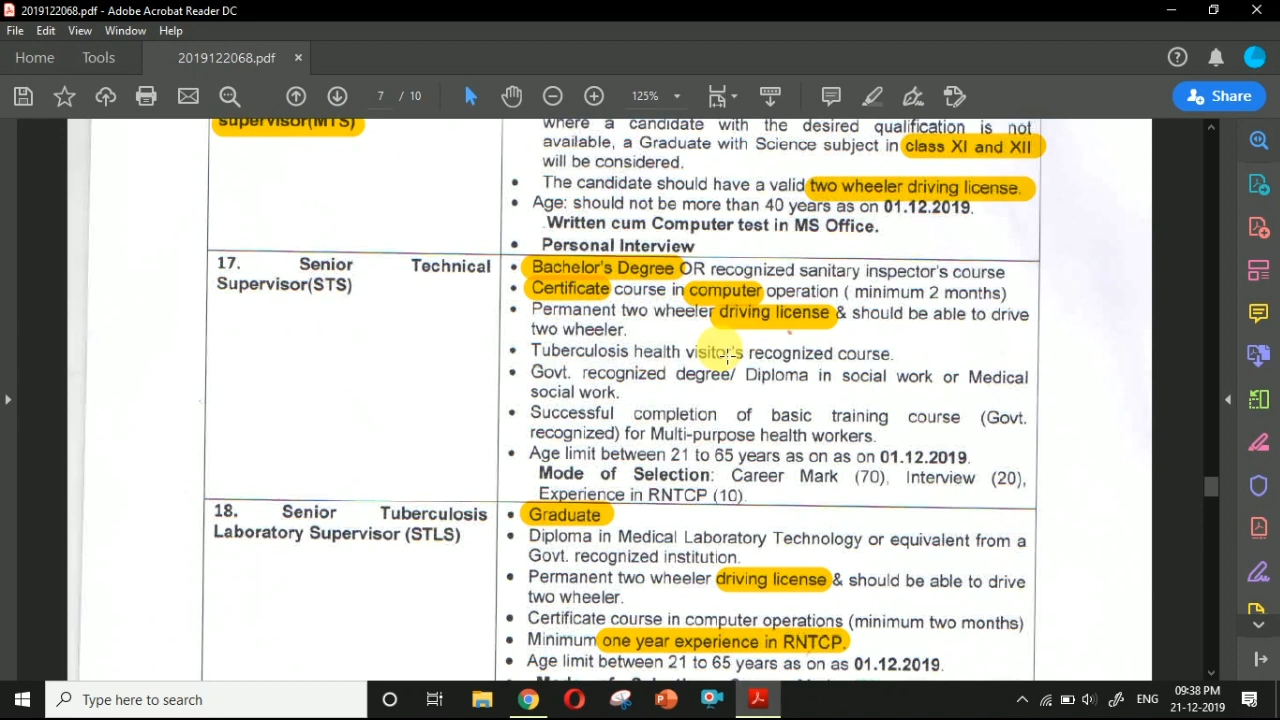 2019122068.pdf - Adobe Acrobat Reader DC
File Edit View Window Help
Home Tools 2019122068.pdf ×
7 / 10 125% Share
supervisor(MTS)
where a candidate with the desired qualification is not
available, a Graduate with Science subject in class XI and XII
will be considered.
• The candidate should have a valid two wheeler driving license.
• Age: should not be more than 40 years as on 01.12.2019.
.Written cum Computer test in MS Office.
• Personal Interview
17. Senior Technical
Supervisor(STS)
• Bachelor's Degree OR recognized sanitary inspector's course
• Certificate course in computer operation ( minimum 2 months)
• Permanent two wheeler driving license & should be able to drive
two wheeler.
• Tuberculosis health visitor's recognized course.
• Govt. recognized degree/ Diploma in social work or Medical
social work.
• Successful completion of basic training course (Govt.
recognized) for Multi-purpose health workers.
• Age limit between 21 to 65 years as on as on 01.12.2019.
Mode of Selection: Career Mark (70), Interview (20),
Experience in RNTCP (10).
18. Senior Tuberculosis
Laboratory Supervisor (STLS)
• Graduate
• Diploma in Medical Laboratory Technology or equivalent from a
Govt. recognized institution.
• Permanent two wheeler driving license & should be able to drive
two wheeler.
• Certificate course in computer operations (minimum two months)
• Minimum one year experience in RNTCP.
• Age limit between 21 to 65 years as on as 01.12.2019.
Type here to search
ENG
09:38 PM
21-12-2019